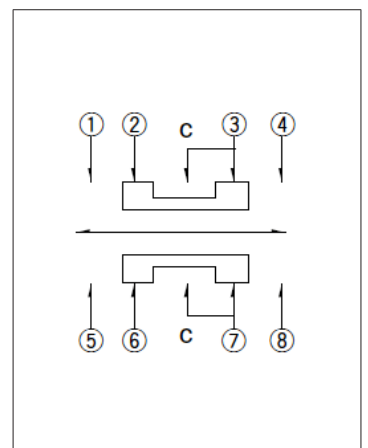 ① ② C ③ ④
⑤ ⑥ C ⑦ ⑧